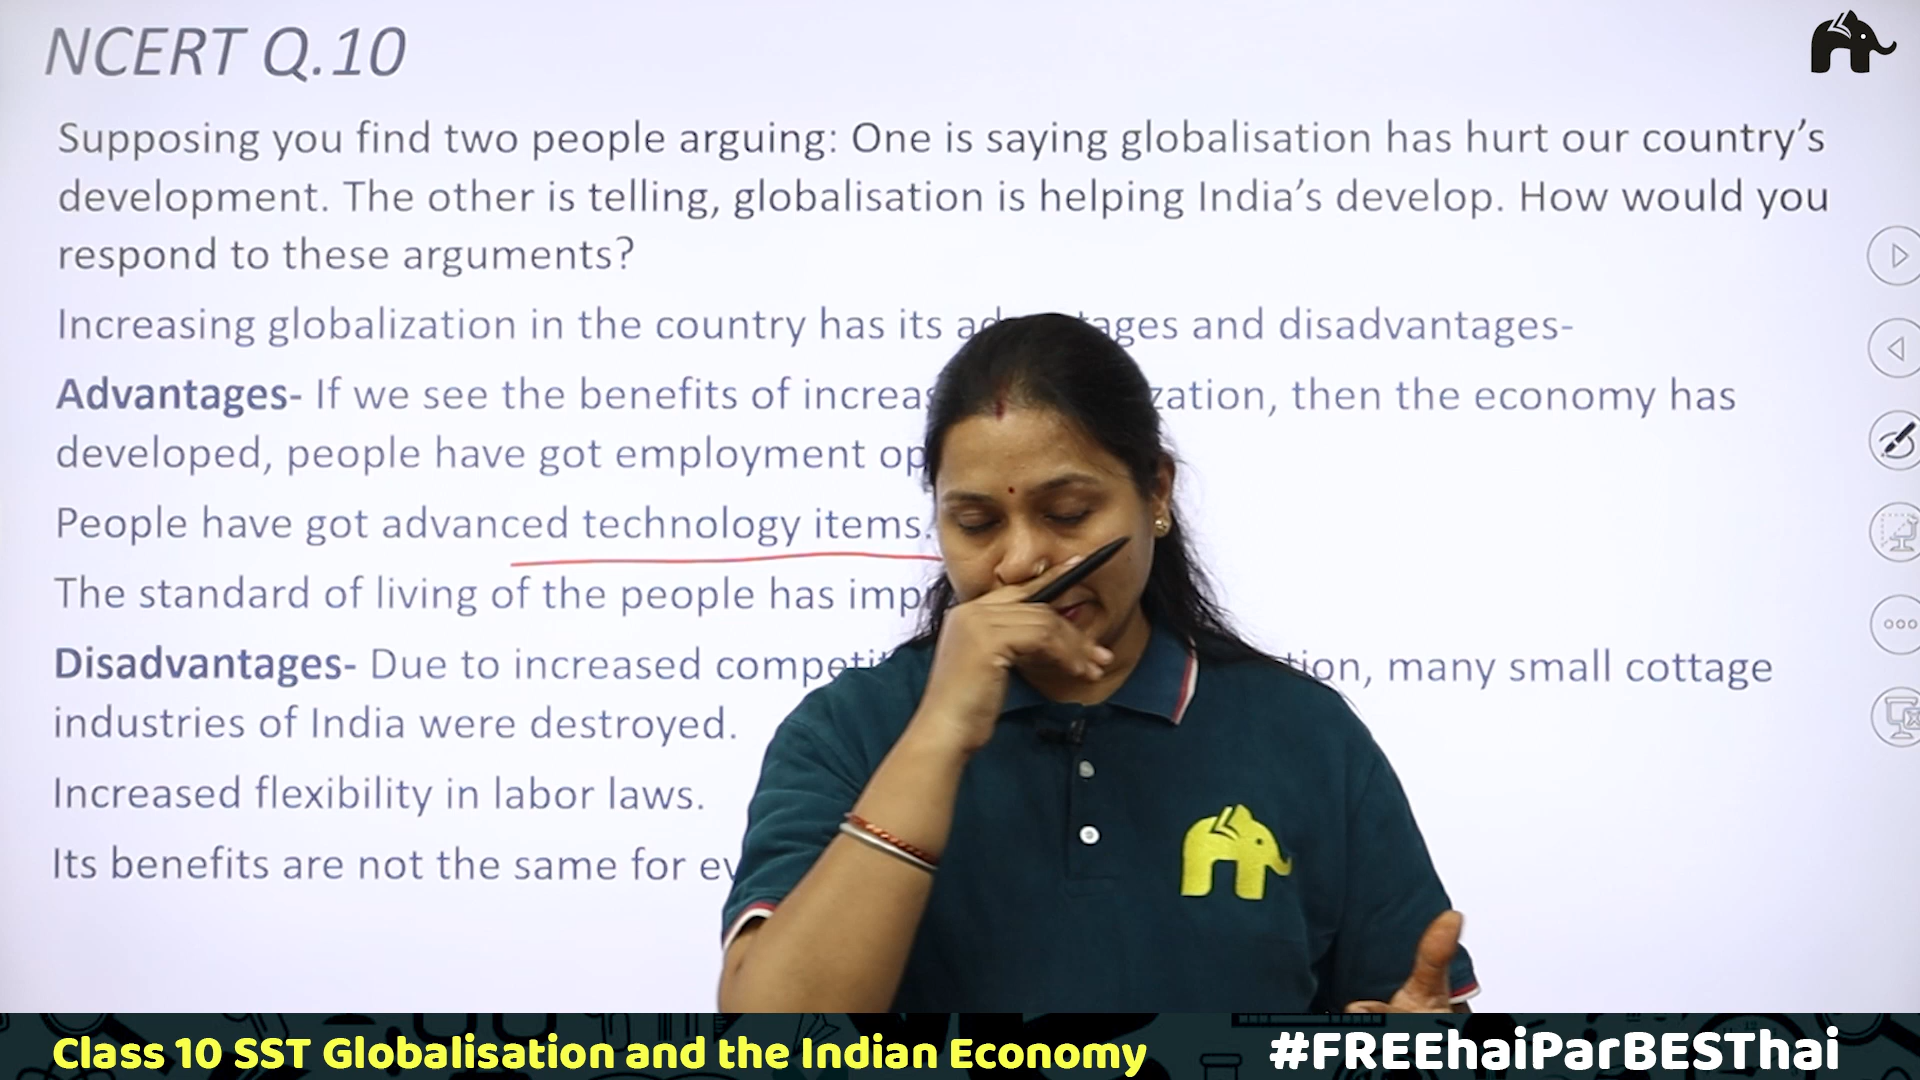 NCERT Q.10
Supposing you find two people arguing: One is saying globalisation has hurt our country's
development. The other is telling, globalisation is helping India's develop. How would you
respond to these arguments?
Increasing globalization in the country has its and disadvantages-
Advantages- If we see the benefits of then the economy has
developed, people have got employment
People have got advanced technology items.
The standard of living of the people has
Disadvantages- Due to increased many small cottage
industries of India were destroyed.
Increased flexibility in labor laws.
Its benefits are not the same for
Class 10 SST Globalisation and the Indian Economy
#FREEhaiParBESThai